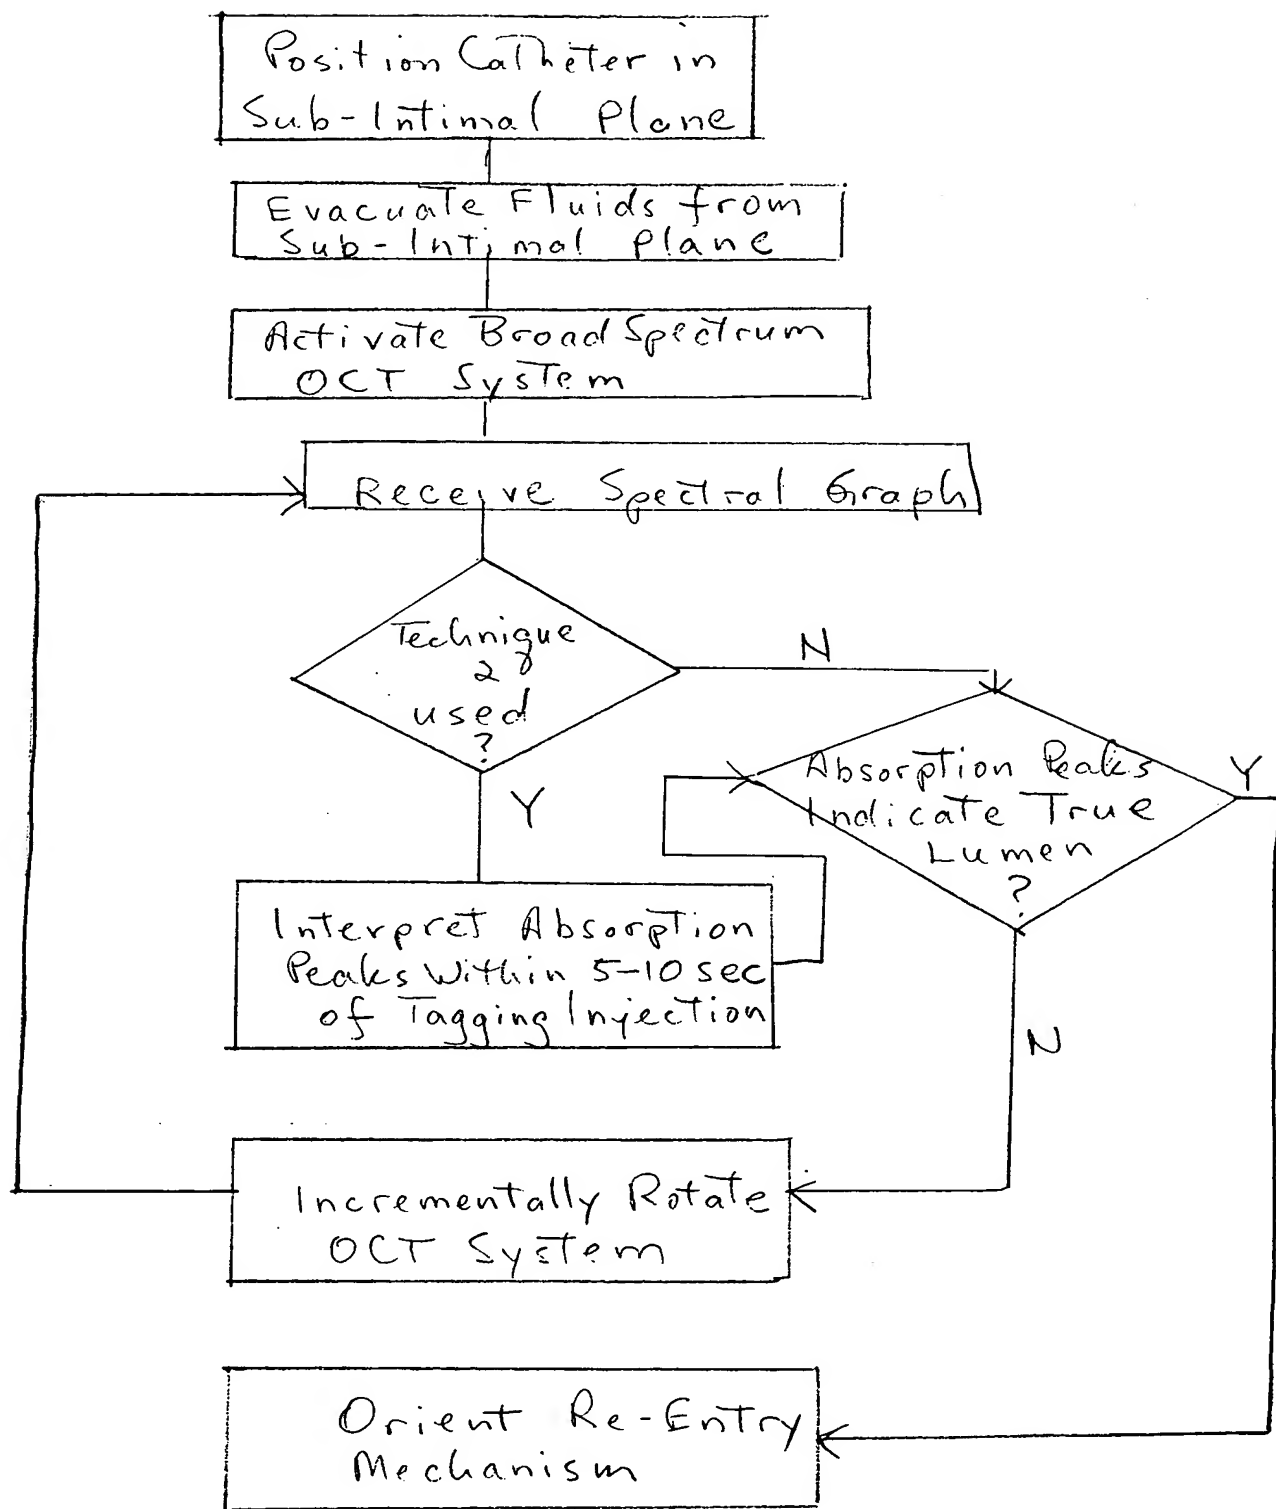 Position Catheter in
Sub-Intimal Plane
Evacuate Fluids from
Sub-Intimal Plane
Activate Broad Spectrum
OCT System
Receive Spectral Graph
Technique
2
used
?
N
Y
Absorption Peaks
Indicate True
Lumen
?
Y
N
Interpret Absorption
Peaks Within 5-10 sec
of Tagging Injection
Incrementally Rotate
OCT System
Orient Re-Entry
Mechanism